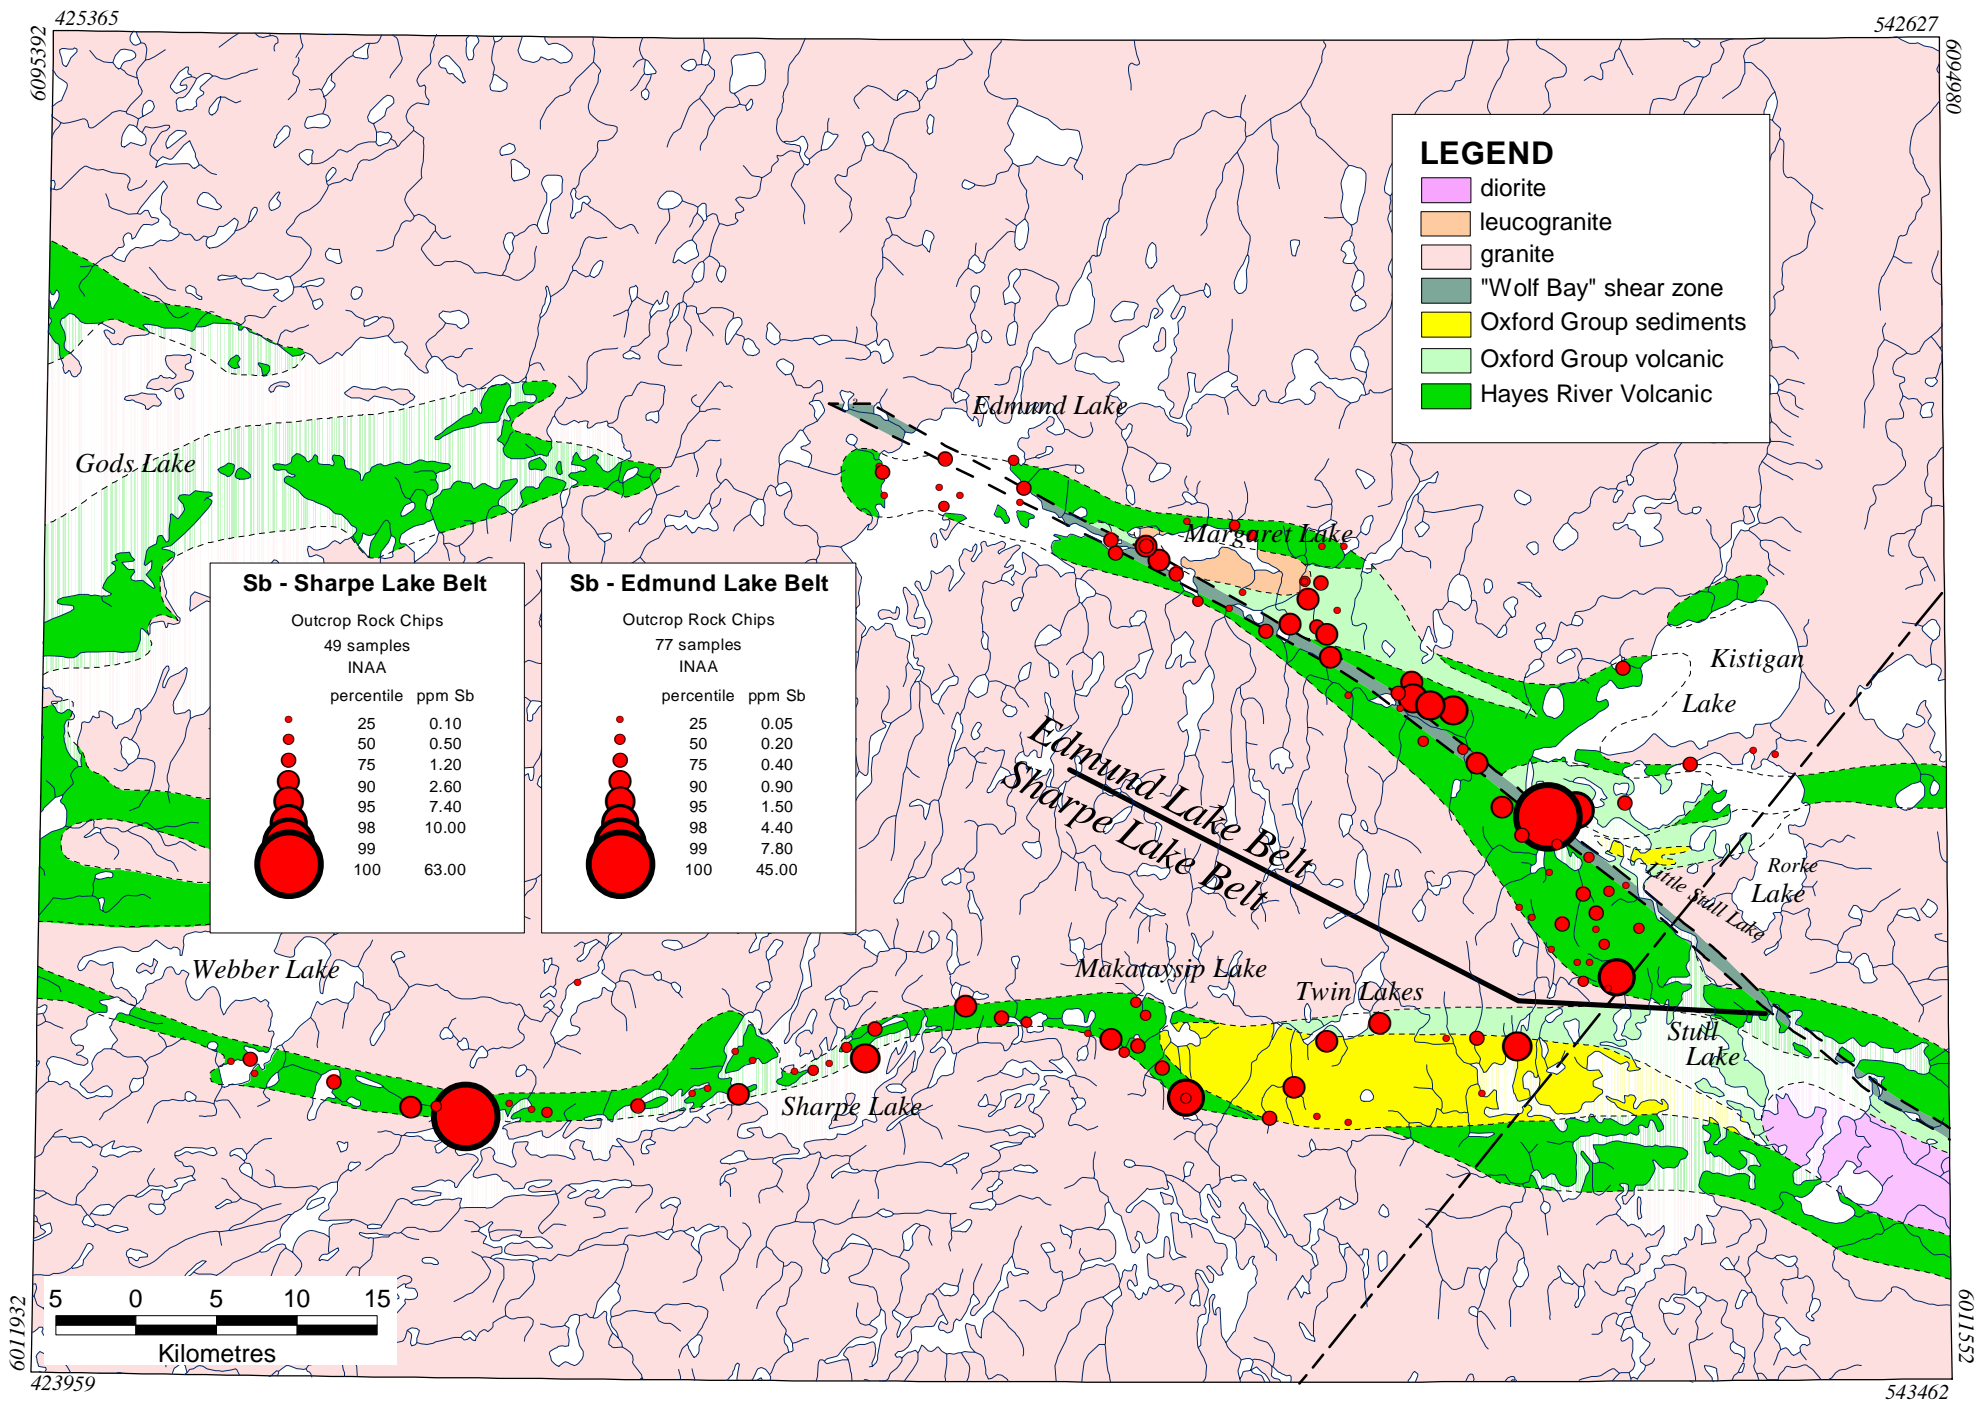 425365
542627
6095392
6094980
LEGEND
diorite
leucogranite
granite
"Wolf Bay" shear zone
Oxford Group sediments
Oxford Group volcanic
Hayes River Volcanic
Edmund Lake
Gods Lake
Margaret Lake
Sb - Sharpe Lake Belt
Outcrop Rock Chips
49 samples
INAA
percentile ppm Sb
25 0.10
50 0.50
75 1.20
90 2.60
95 7.40
98 10.00
99
100 63.00
Sb - Edmund Lake Belt
Outcrop Rock Chips
77 samples
INAA
percentile ppm Sb
25 0.05
50 0.20
75 0.40
90 0.90
95 1.50
98 4.40
99 7.80
100 45.00
Kistigan
Lake
Edmund Lake Belt
Sharpe Lake Belt
Rorke
Lake
Little Stull Lake
Webber Lake
Makataysip Lake
Twin Lakes
Stull
Lake
Sharpe Lake
5 0 5 10 15
Kilometres
6011932
6011552
423959
543462